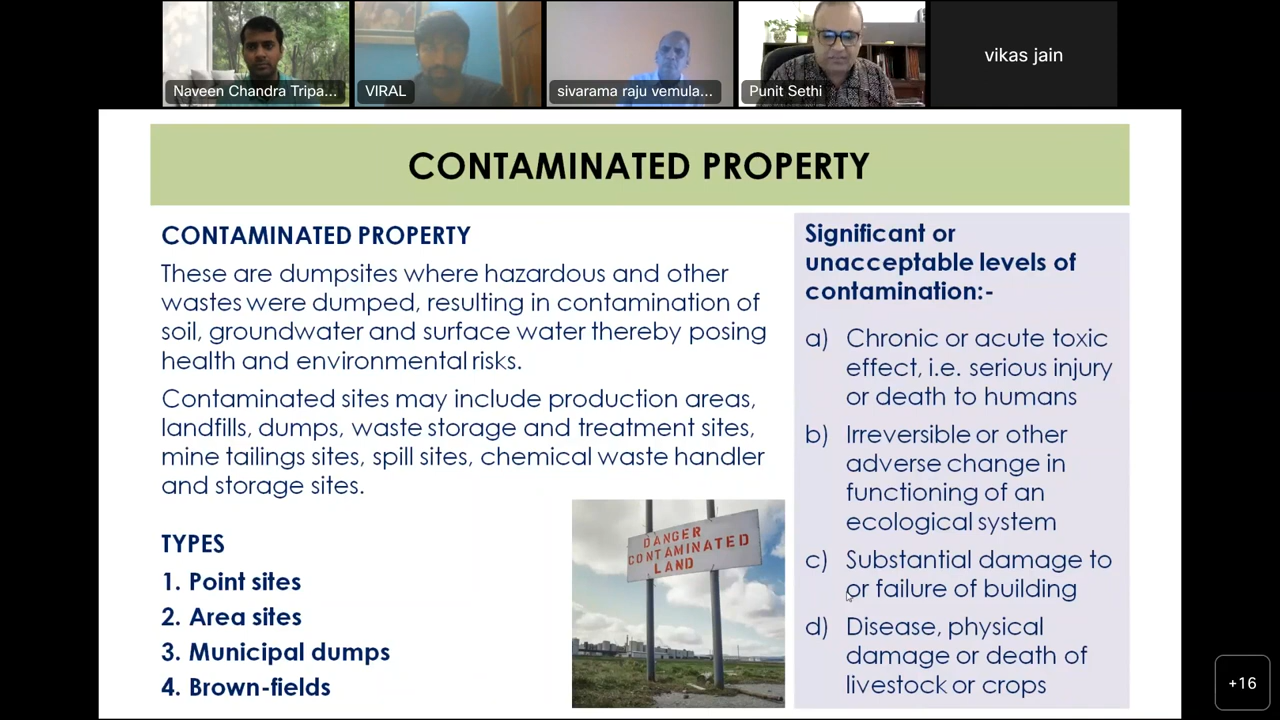 Naveen Chandra Tripa...
VIRAL
sivarama raju vemula...
Punit Sethi
vikas jain
CONTAMINATED PROPERTY
CONTAMINATED PROPERTY
These are dumpsites where hazardous and other
wastes were dumped, resulting in contamination of
soil, groundwater and surface water thereby posing
health and environmental risks.
Contaminated sites may include production areas,
landfills, dumps, waste storage and treatment sites,
mine tailings sites, spill sites, chemical waste handler
and storage sites.
TYPES
1. Point sites
2. Area sites
3. Municipal dumps
4. Brown-fields
DANGER
CONTAMINATED
LAND
Significant or
unacceptable levels of
contamination:-
a) Chronic or acute toxic
effect, i.e. serious injury
or death to humans
b) Irreversible or other
adverse change in
functioning of an
ecological system
c) Substantial damage to
or failure of building
d) Disease, physical
damage or death of
livestock or crops
+16